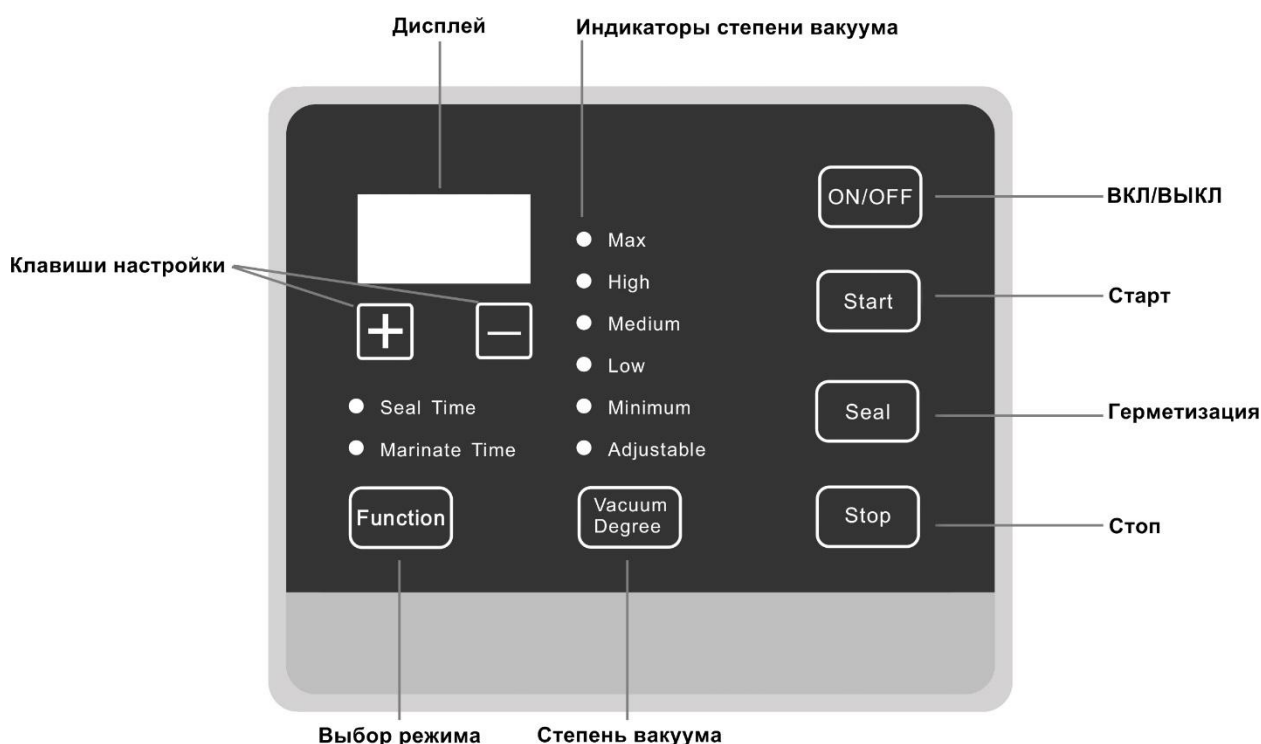 Дисплей
Индикаторы степени вакуума
ON/OFF
ВКЛ/ВЫКЛ
Max
Клавиши настройки
High
Start
Старт
+
—
Medium
Low
Seal Time
Minimum
Seal
Герметизация
Marinate Time
Adjustable
Function
Vacuum
Degree
Stop
Стоп
Выбор режима
Степень вакуума